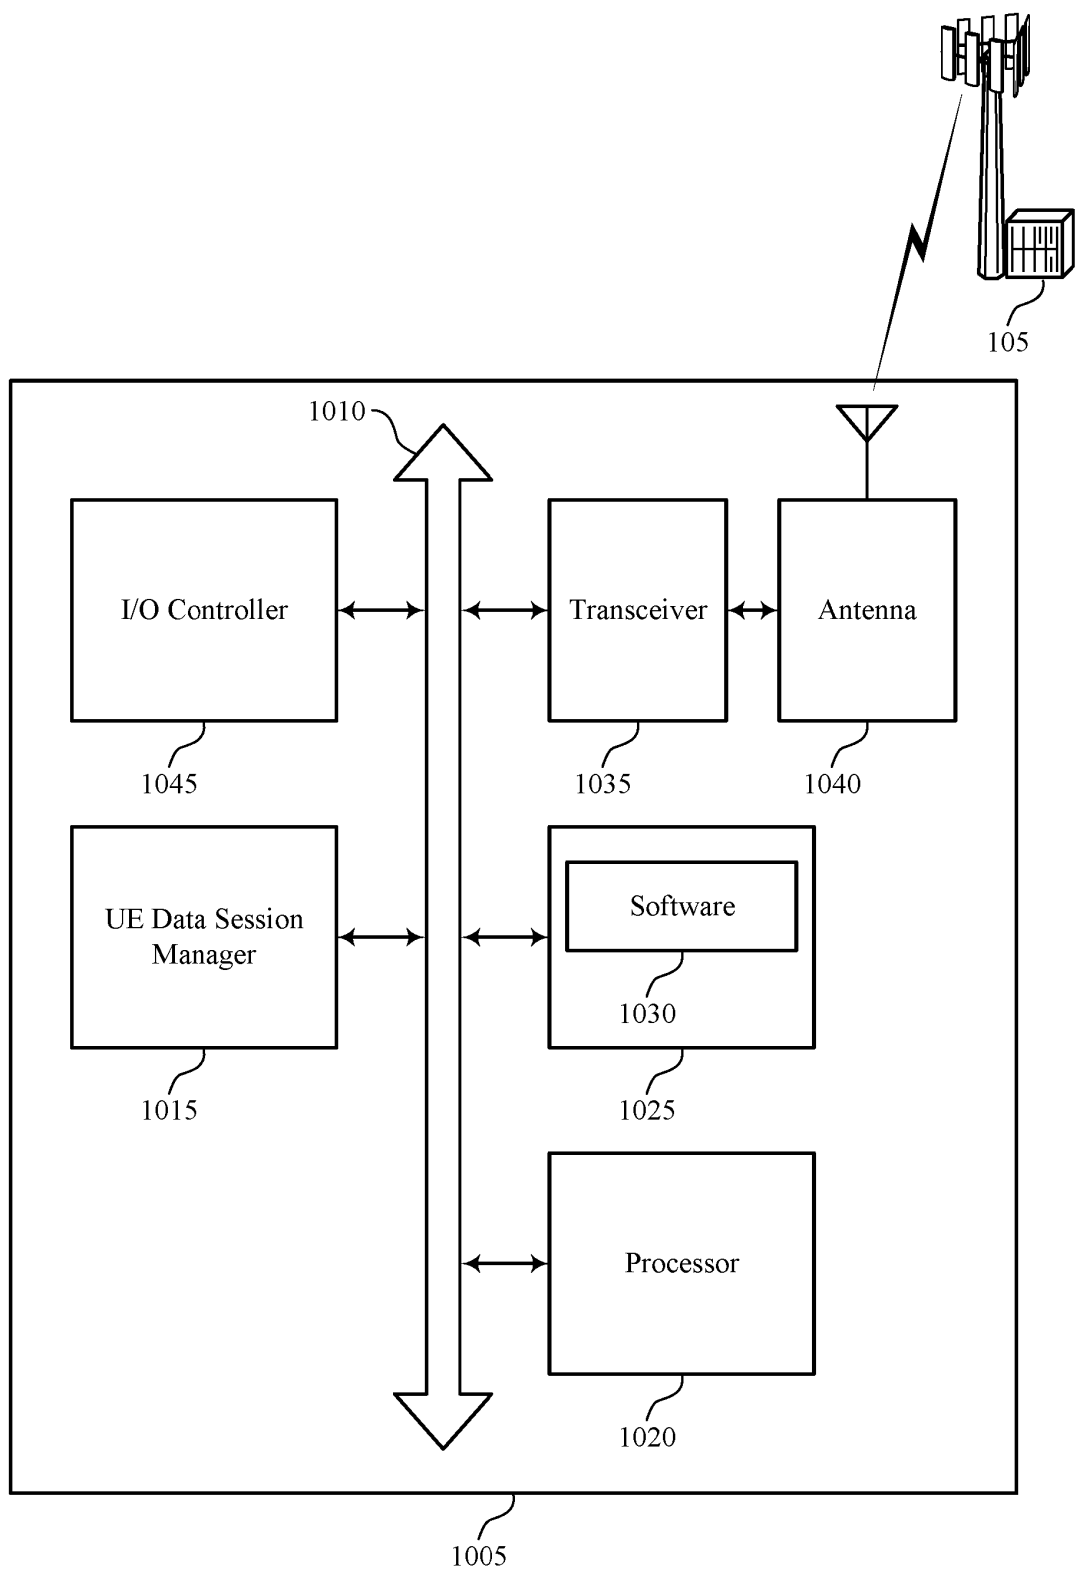 105
1010
I/O Controller
Transceiver
Antenna
1045
1035
1040
UE Data Session
Manager
Software
1030
1015
1025
Processor
1020
1005